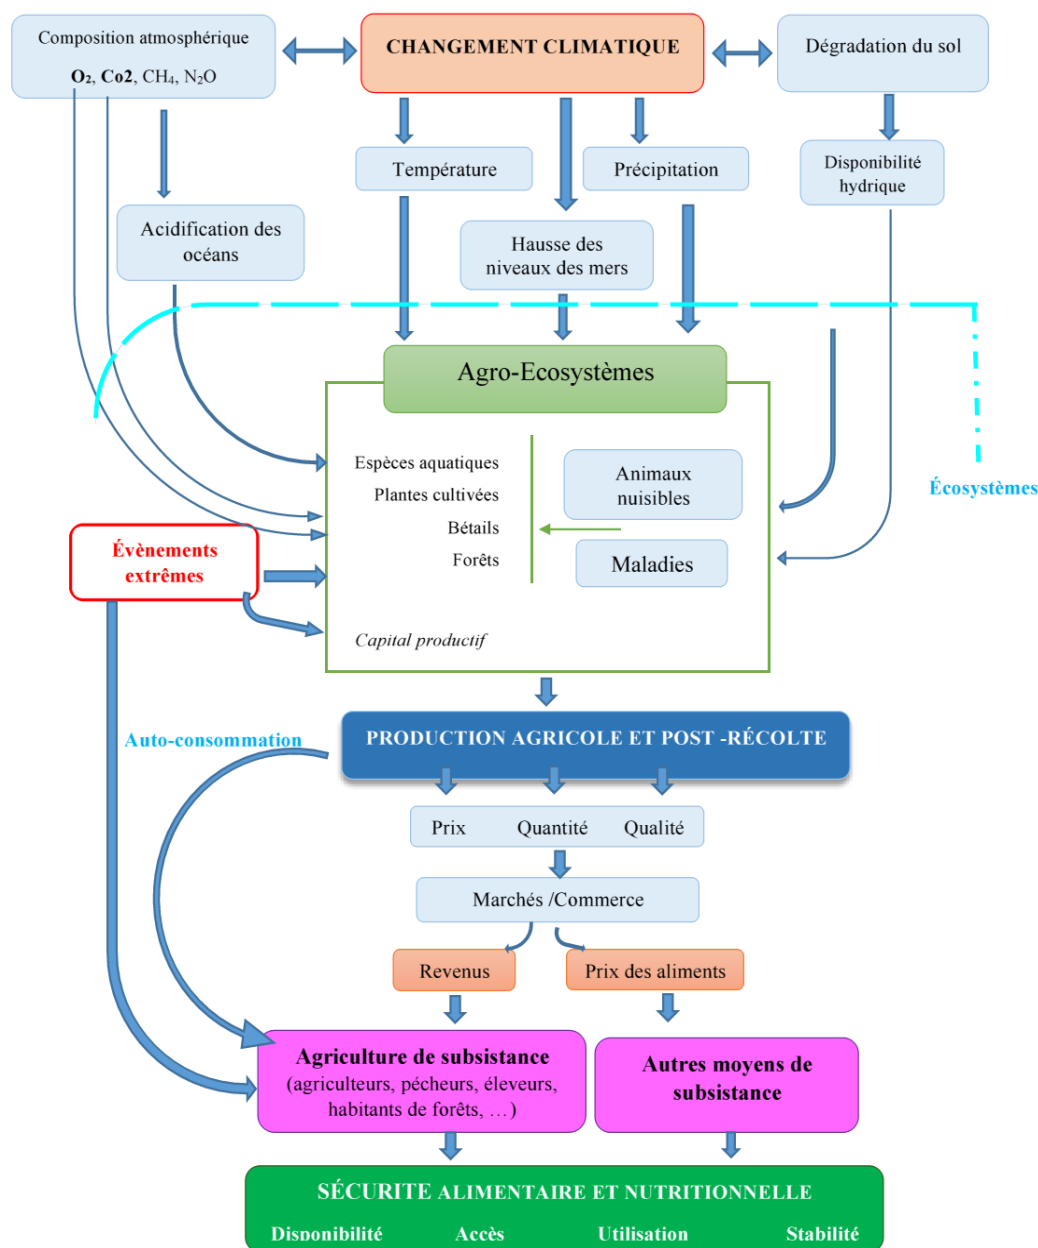 Composition atmosphérique
O₂, Co2, CH₄, N₂O
CHANGEMENT CLIMATIQUE
Dégradation du sol
Température
Précipitation
Disponibilité
hydrique
Acidification des
océans
Hausse des
niveaux des mers
Agro-Ecosystèmes
Espèces aquatiques
Plantes cultivées
Bétails
Forêts
Animaux
nuisibles
Maladies
Écosystèmes
Évènements
extrêmes
Capital productif
Auto-consommation
PRODUCTION AGRICOLE ET POST -RÉCOLTE
Prix Quantité Qualité
Marchés /Commerce
Revenus
Prix des aliments
Agriculture de subsistance
(agriculteurs, pécheurs, éleveurs,
habitants de forêts, …)
Autres moyens de
subsistance
SÉCURITE ALIMENTAIRE ET NUTRITIONNELLE
Disponibilité Accès Utilisation Stabilité